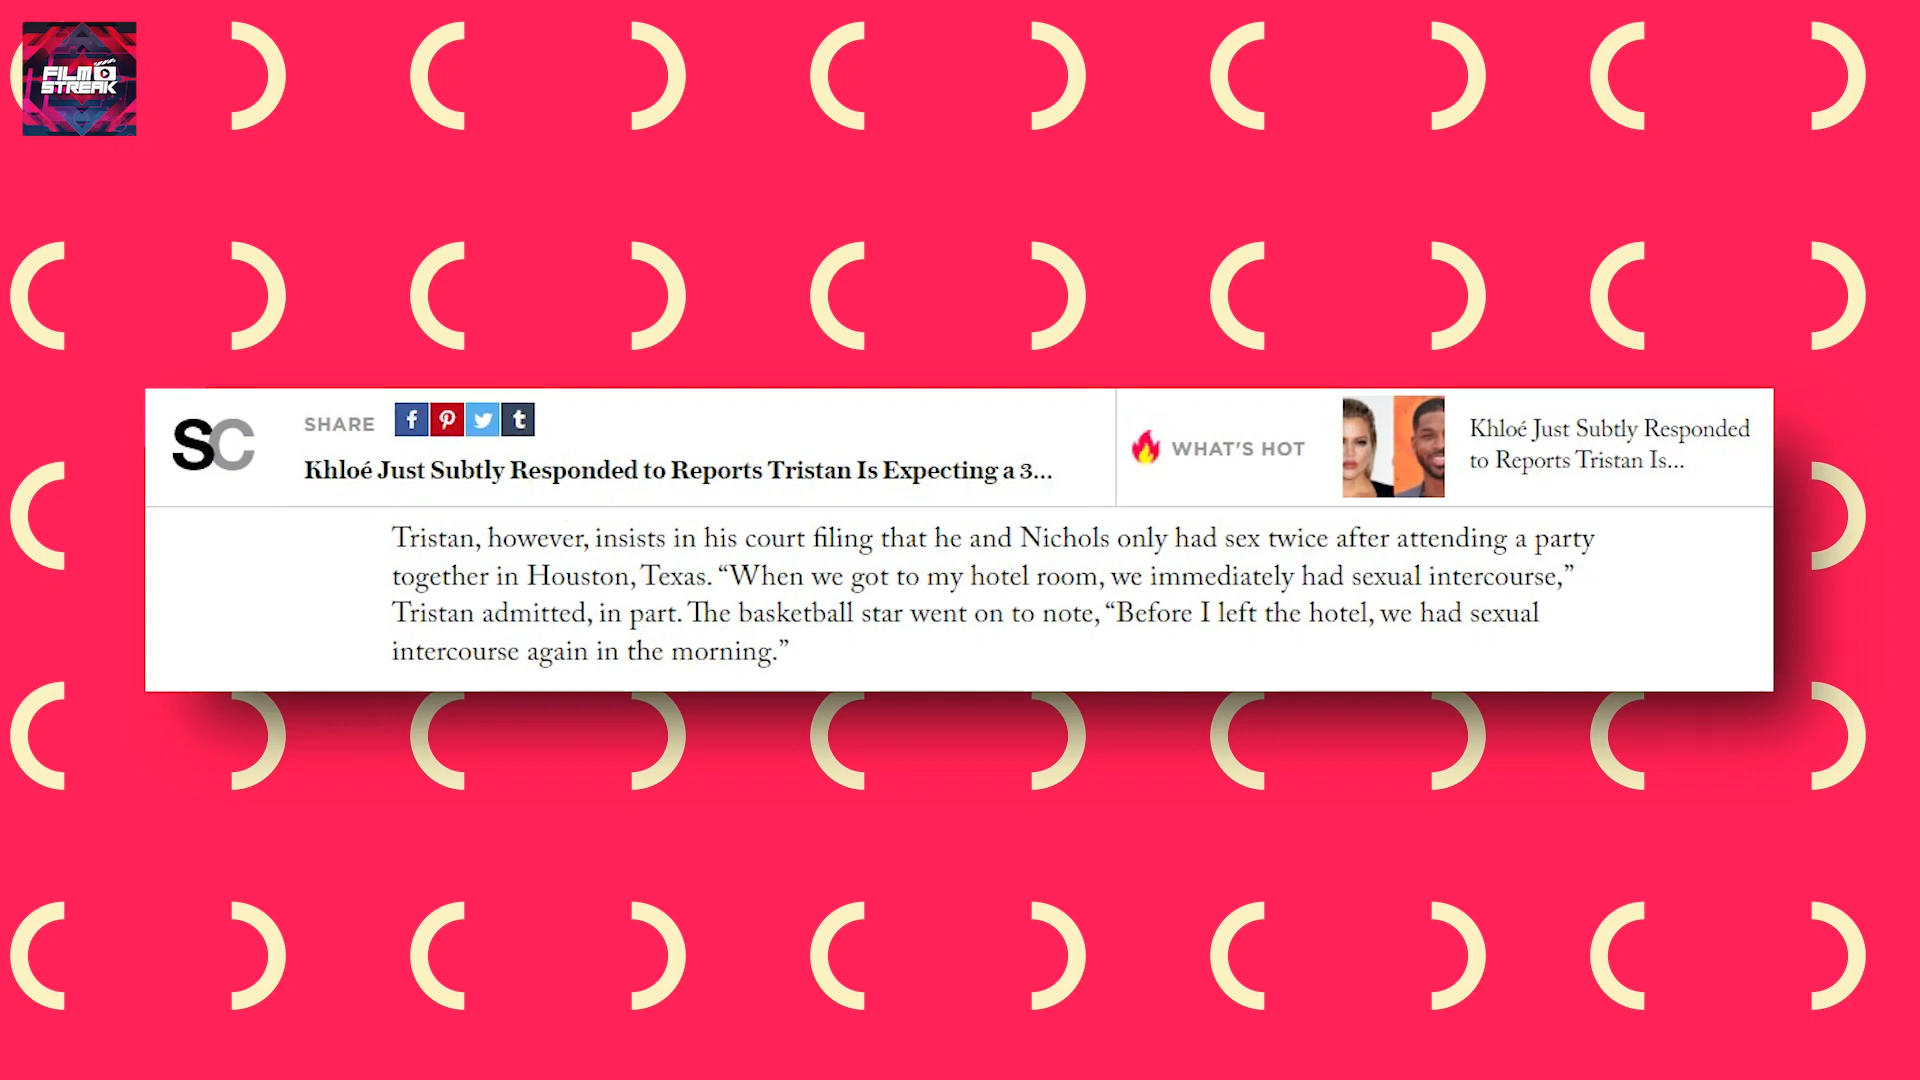 FILM
STREAK
SC
SHARE
Khloé Just Subtly Responded to Reports Tristan Is Expecting a 3...
WHAT'S HOT
Khloé Just Subtly Responded
to Reports Tristan Is...
Tristan, however, insists in his court filing that he and Nichols only had sex twice after attending a party
together in Houston, Texas. “When we got to my hotel room, we immediately had sexual intercourse,”
Tristan admitted, in part. The basketball star went on to note, “Before I left the hotel, we had sexual
intercourse again in the morning.”